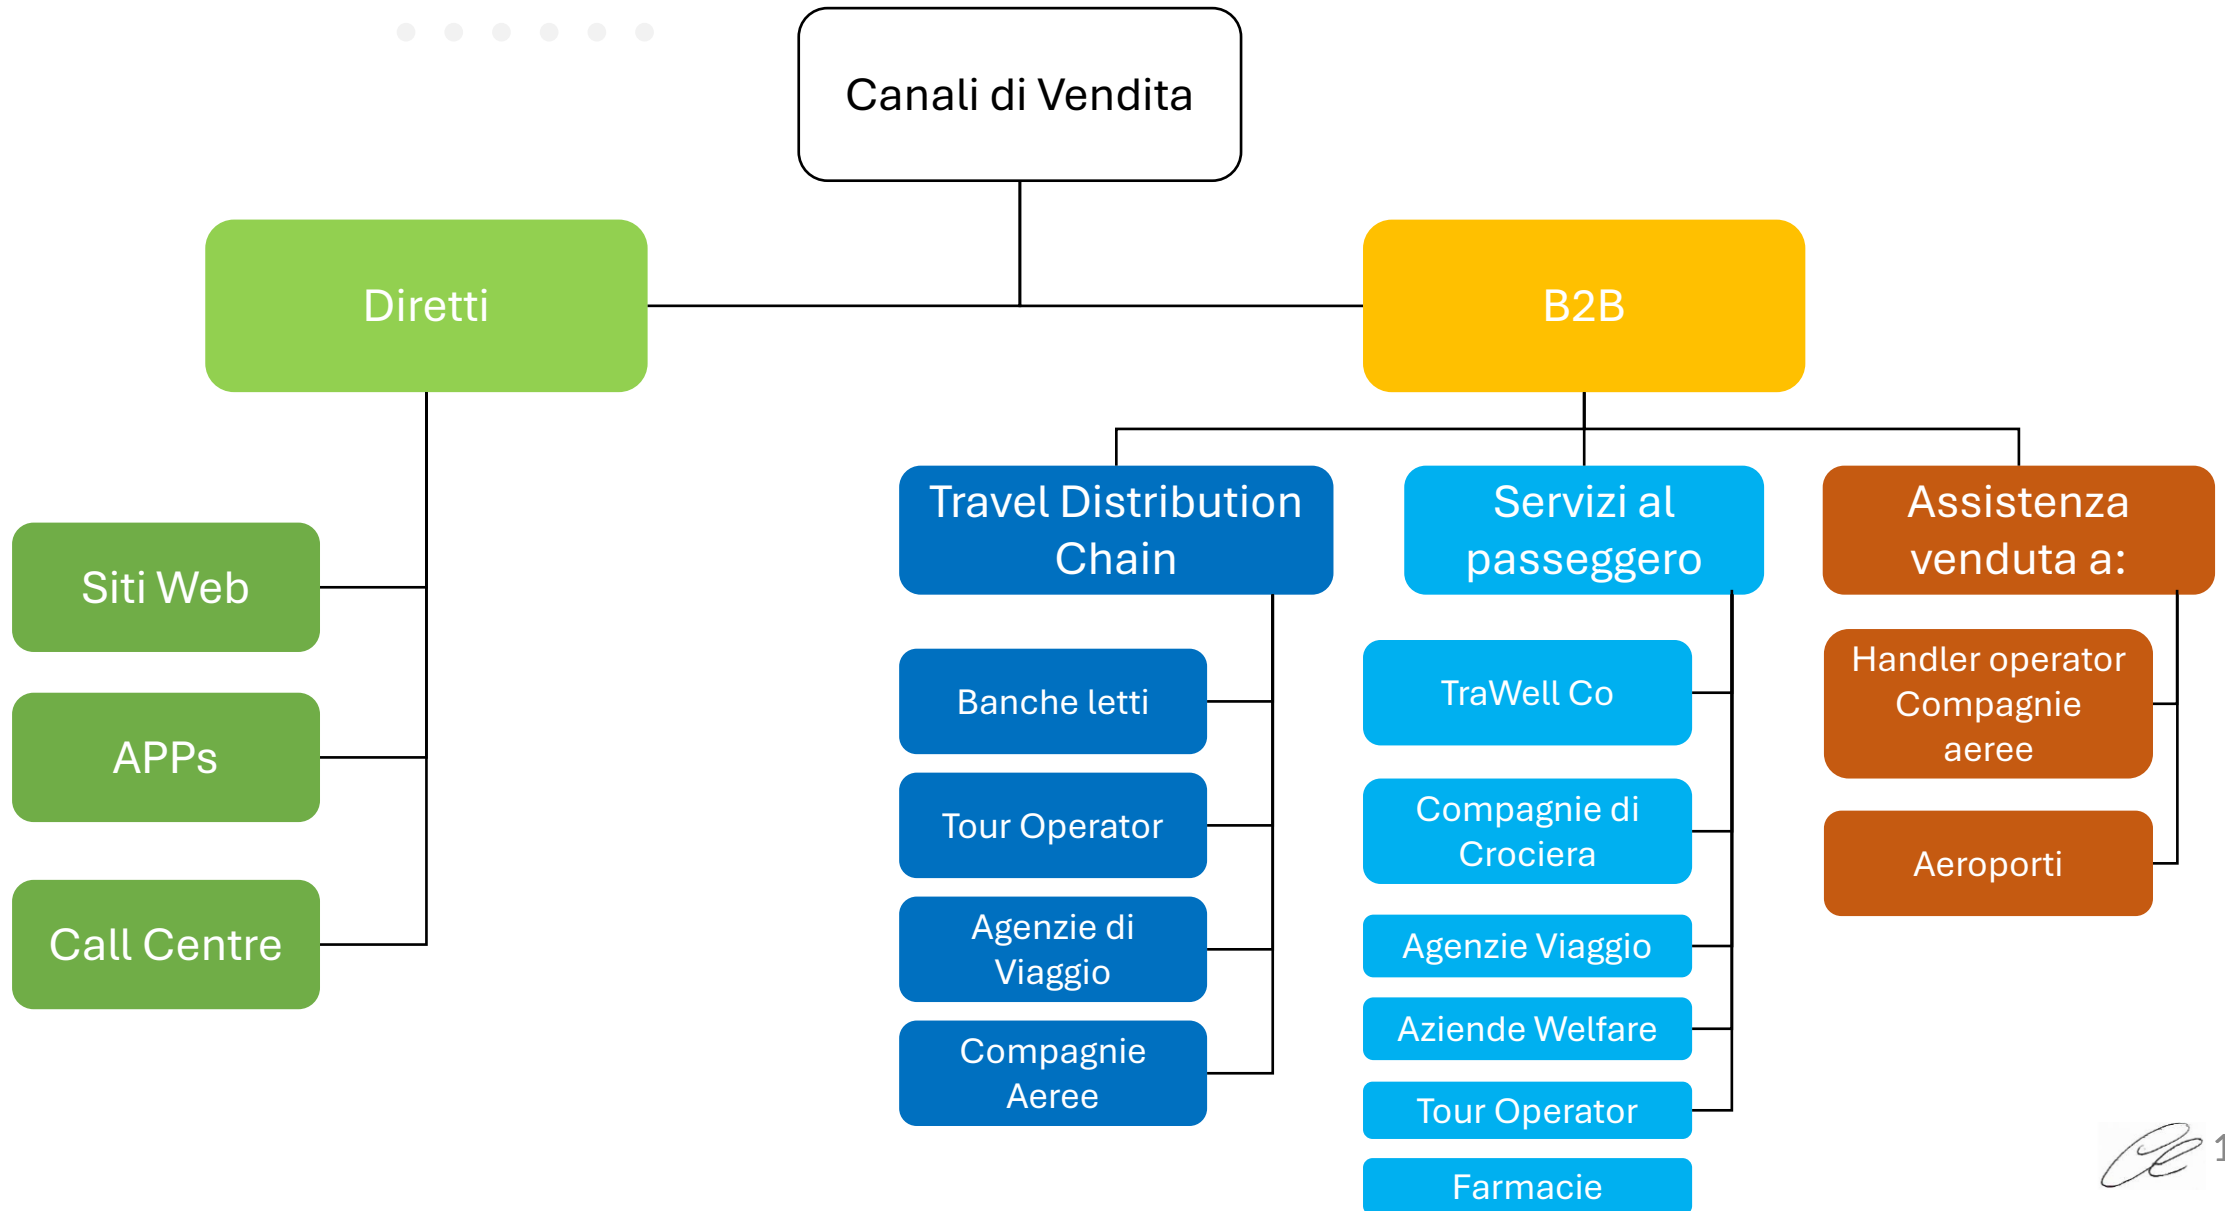 Canali di Vendita
Diretti
B2B
Siti Web
APPs
Call Centre
Travel Distribution
Chain
Banche letti
Tour Operator
Agenzie di
Viaggio
Compagnie
Aeree
Servizi al
passeggero
TraWell Co
Compagnie di
Crociera
Agenzie Viaggio
Aziende Welfare
Tour Operator
Farmacie
Assistenza
venduta a:
Handler operator
Compagnie
aeree
Aeroporti